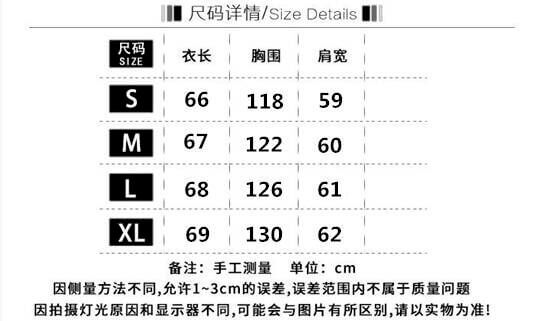 尺码详情/Size Details
尺码 SIZE 衣长 胸围 肩宽
S 66 118 59
M 67 122 60
L 68 126 61
XL 69 130 62
备注：手工测量 单位：cm
因侧量方法不同,允许1~3cm的误差,误差范围内不属于质量问题
因拍摄灯光原因和显示器不同,可能会与图片有所区别,请以实物为准!